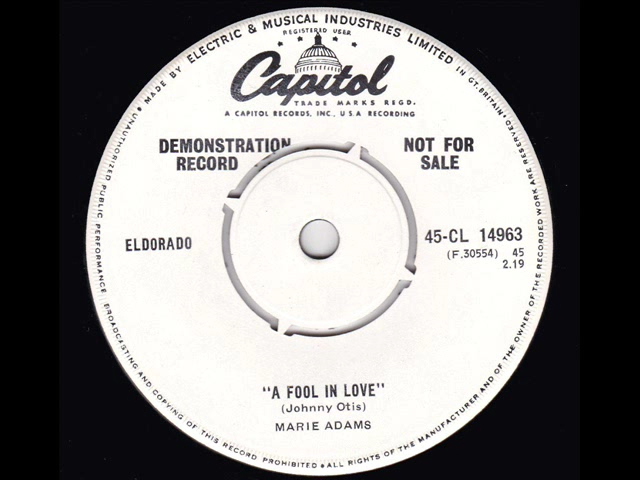 MADE BY ELECTRIC & MUSICAL INDUSTRIES LIMITED IN GT. BRITAIN.
REGISTERED USER
Capitol
TRADE MARKS REGD.
A CAPITOL RECORDS, INC., U.S.A RECORDING
DEMONSTRATION RECORD
NOT FOR SALE
ELDORADO
45-CL 14963
(F.30554) 45
2.19
"A FOOL IN LOVE"
(Johnny Otis)
MARIE ADAMS
ALL RIGHTS OF THE MANUFACTURER AND OF THE OWNER OF THE RECORDED WORK ARE RESERVED.
UNAUTHORIZED PUBLIC PERFORMANCE BROADCASTING AND COPYING OF THIS RECORD PROHIBITED